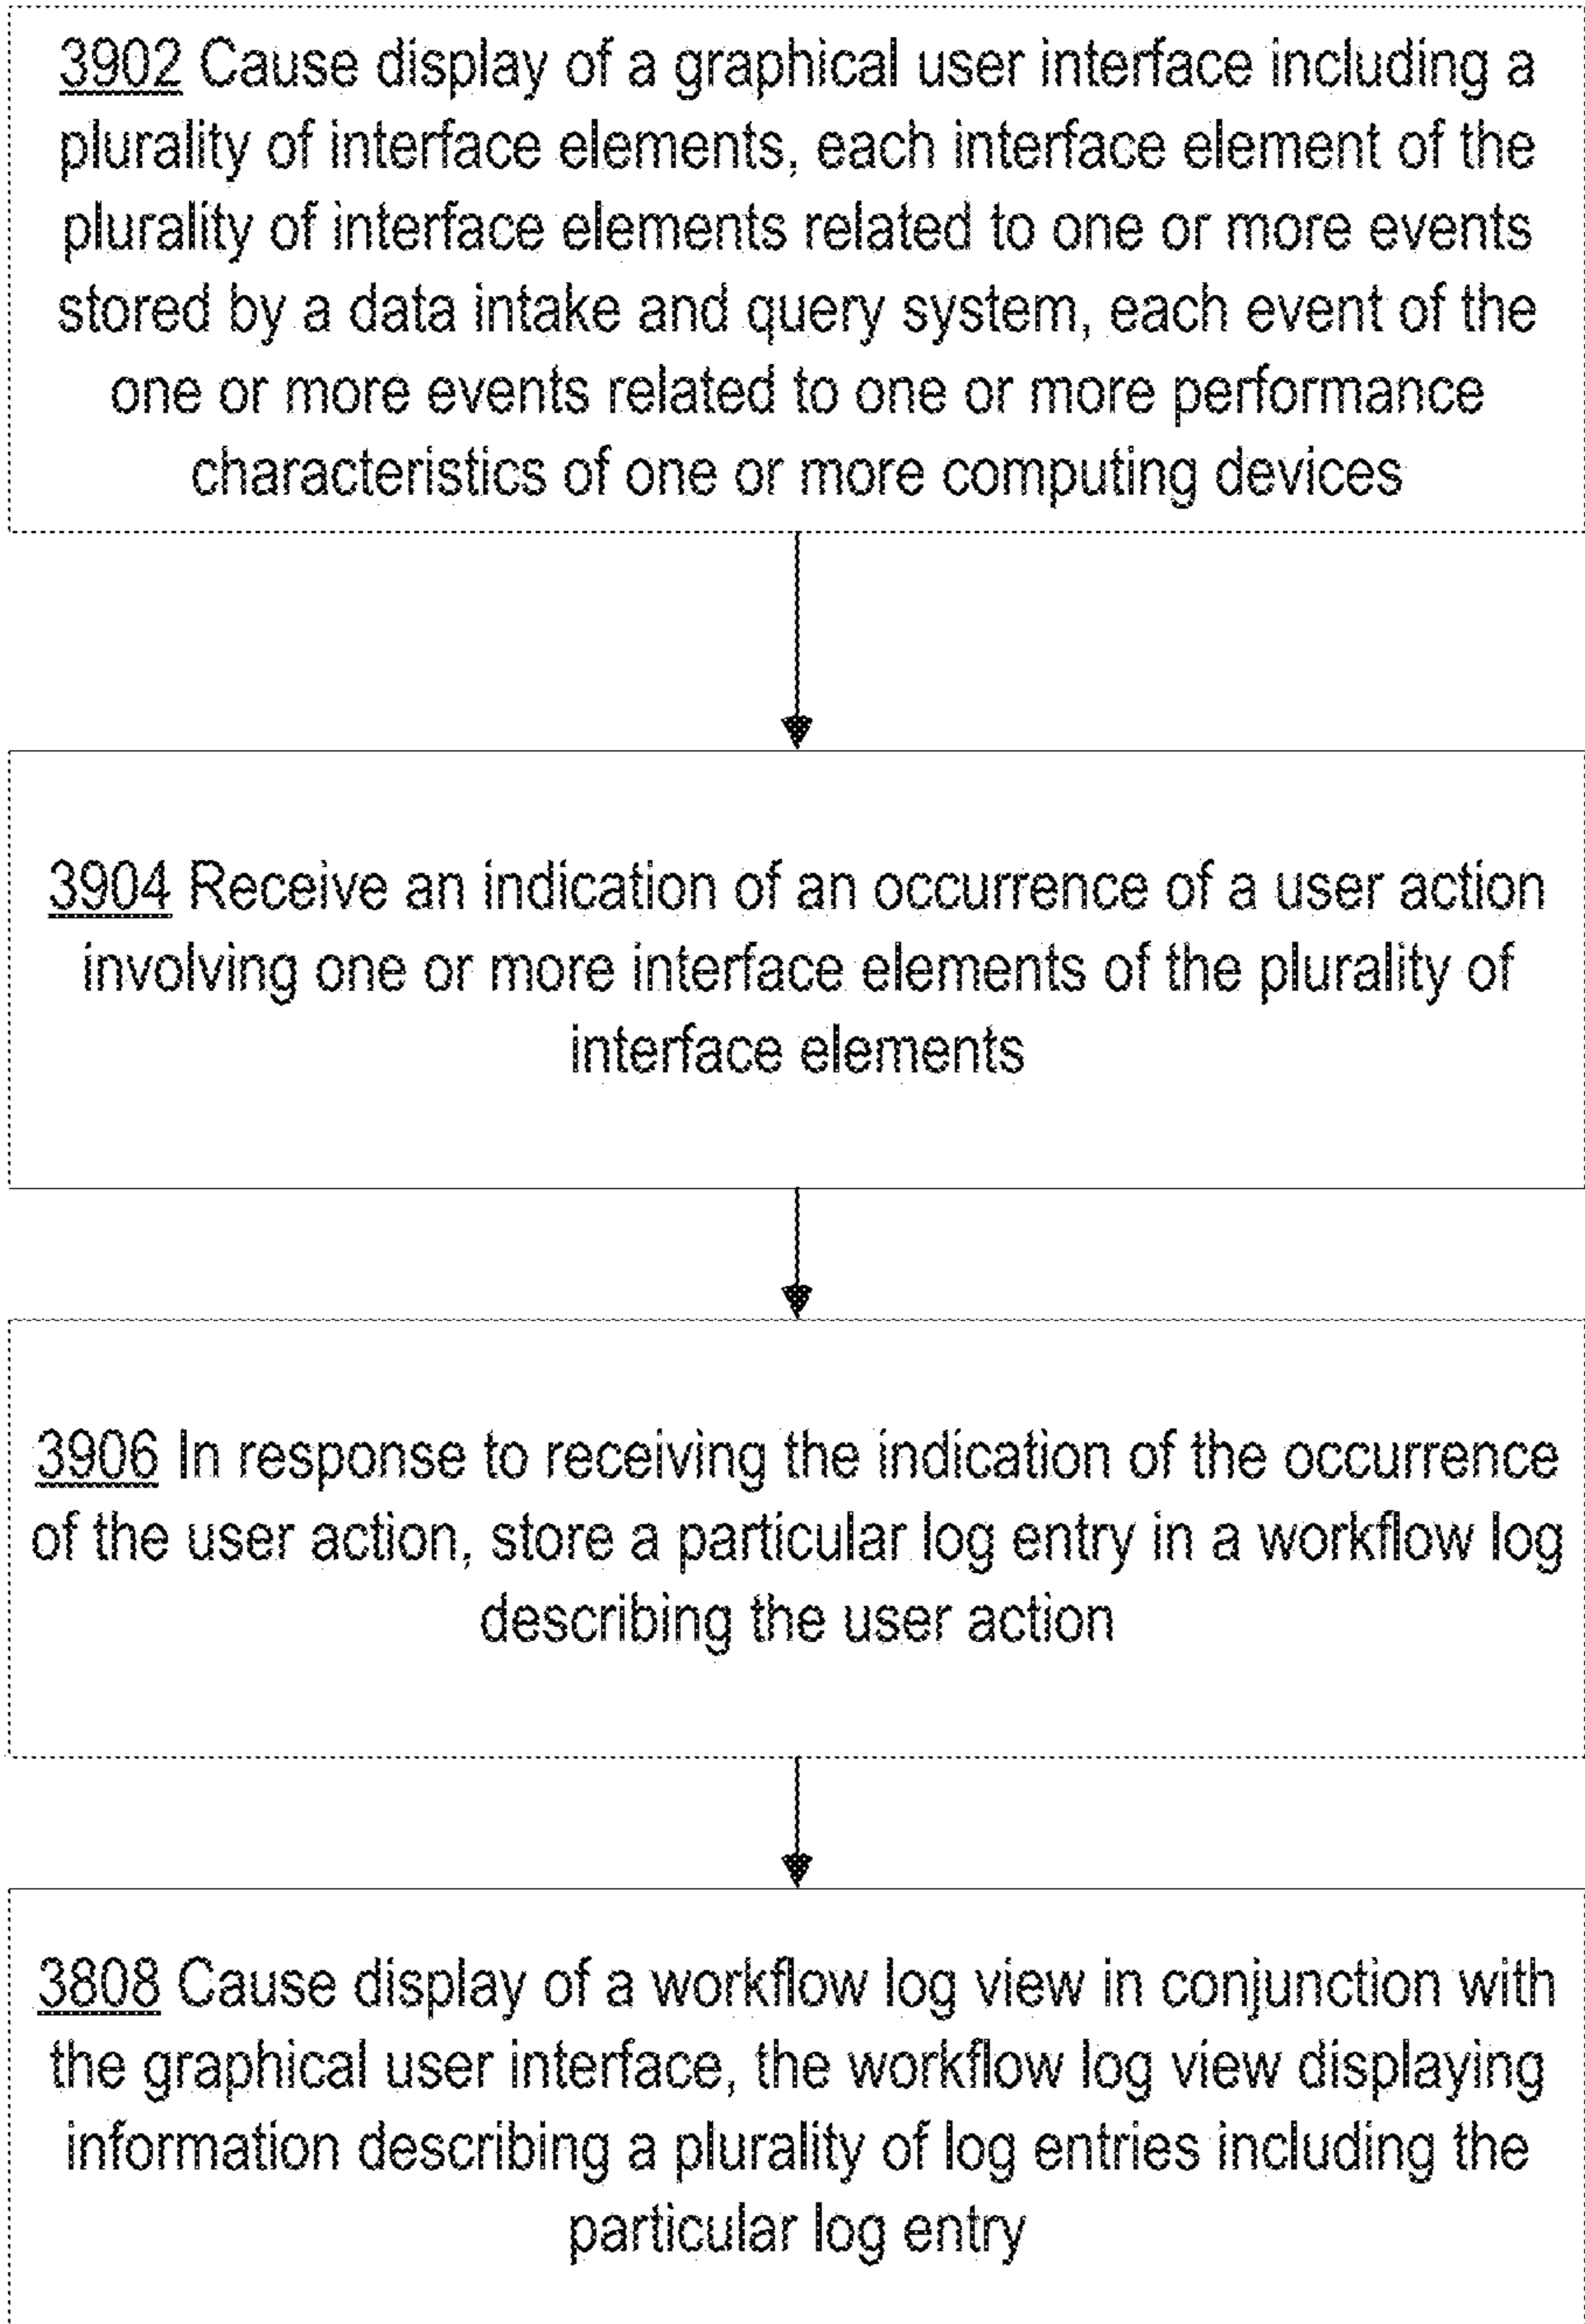 3902 Cause display of a graphical user interface including a
plurality of interface elements, each interface element of the
plurality of interface elements related to one or more events
stored by a data intake and query system, each event of the
one or more events related to one or more performance
characteristics of one or more computing devices
3904 Receive an indication of an occurrence of a user action
involving one or more interface elements of the plurality of
interface elements
3906 In response to receiving the indication of the occurrence
of the user action, store a particular log entry in a workflow log
describing the user action
3808 Cause display of a workflow log view in conjunction with
the graphical user interface, the workflow log view displaying
information describing a plurality of log entries including the
particular log entry